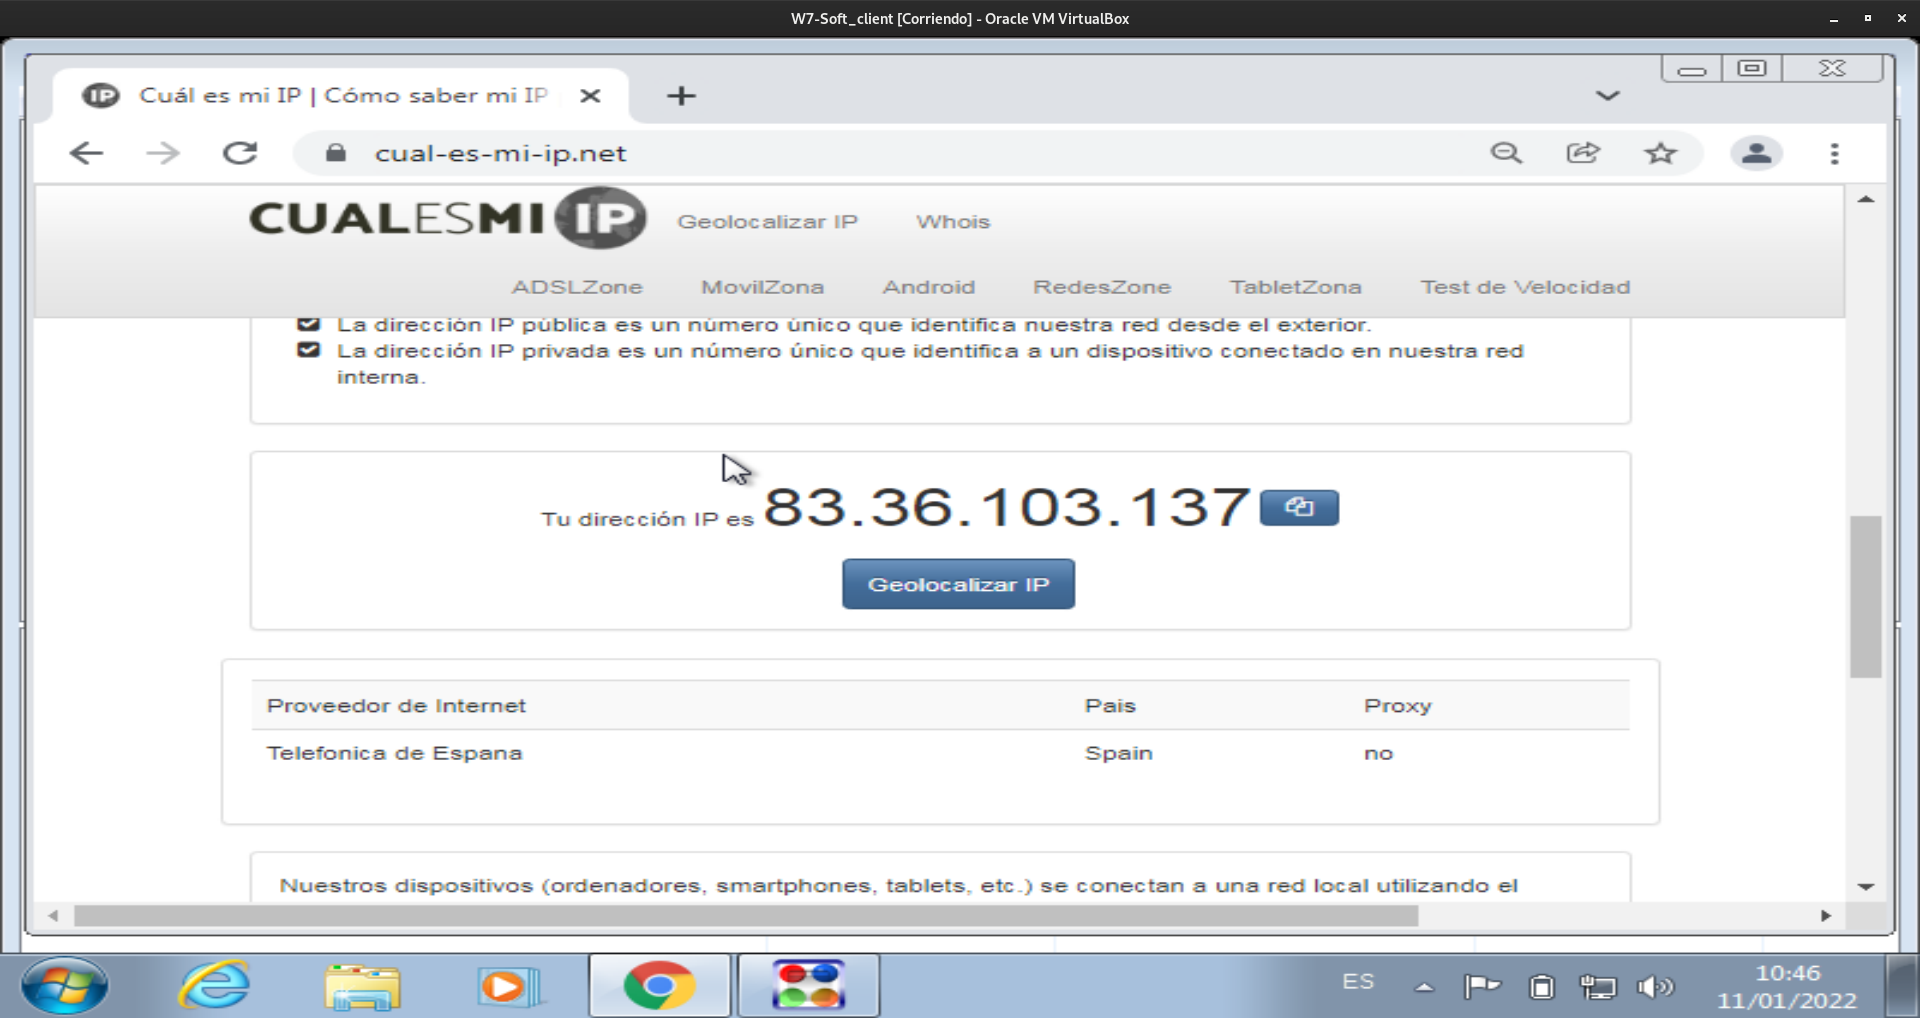 W7-Soft_client [Corriendo] - Oracle VM VirtualBox
IP Cuál es mi IP | Cómo saber mi IP
cual-es-mi-ip.net
CUALESMI IP Geolocalizar IP Whois
ADSLZone MovilZona Android RedesZone TabletZona Test de Velocidad
La dirección IP pública es un número único que identifica nuestra red desde el exterior.
La dirección IP privada es un número único que identifica a un dispositivo conectado en nuestra red
interna.
Tu dirección IP es 83.36.103.137
Geolocalizar IP
Proveedor de Internet Pais Proxy
Telefonica de Espana Spain no
Nuestros dispositivos (ordenadores, smartphones, tablets, etc.) se conectan a una red local utilizando el
ES
10:46
11/01/2022